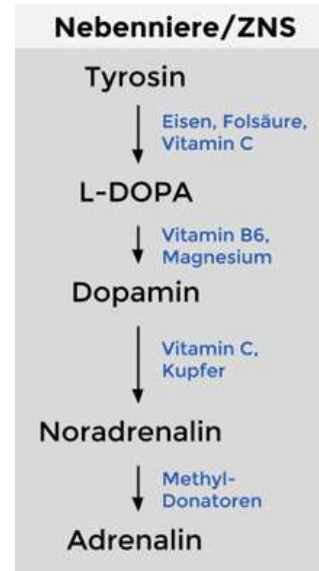 Nebenniere/ZNS
Tyrosin
Eisen, Folsäure,
Vitamin C
L-DOPA
Vitamin B6,
Magnesium
Dopamin
Vitamin C,
Kupfer
Noradrenalin
Methyl-
Donatoren
Adrenalin